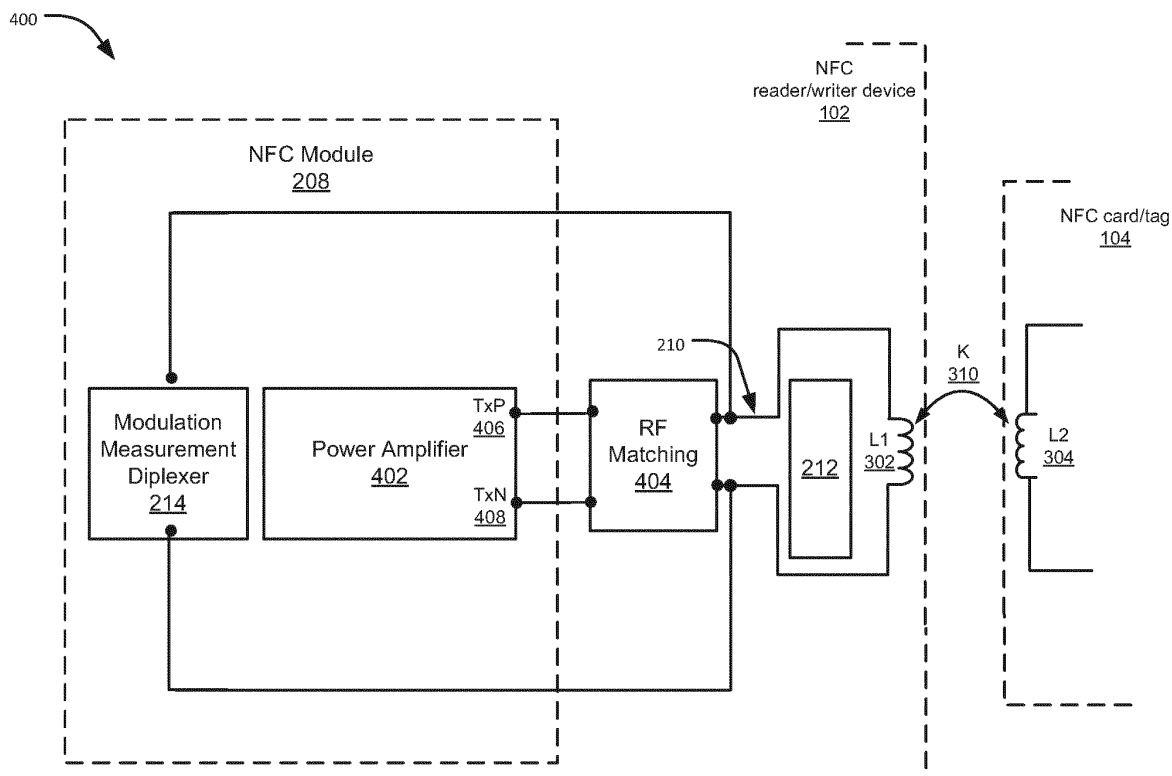 400
NFC
reader/writer device
102
NFC Module
208
NFC card/tag
104
210
K
310
Modulation
Measurement
Diplexer
214
Power Amplifier
402
TxP
406
TxN
408
RF
Matching
404
212
L1
302
L2
304